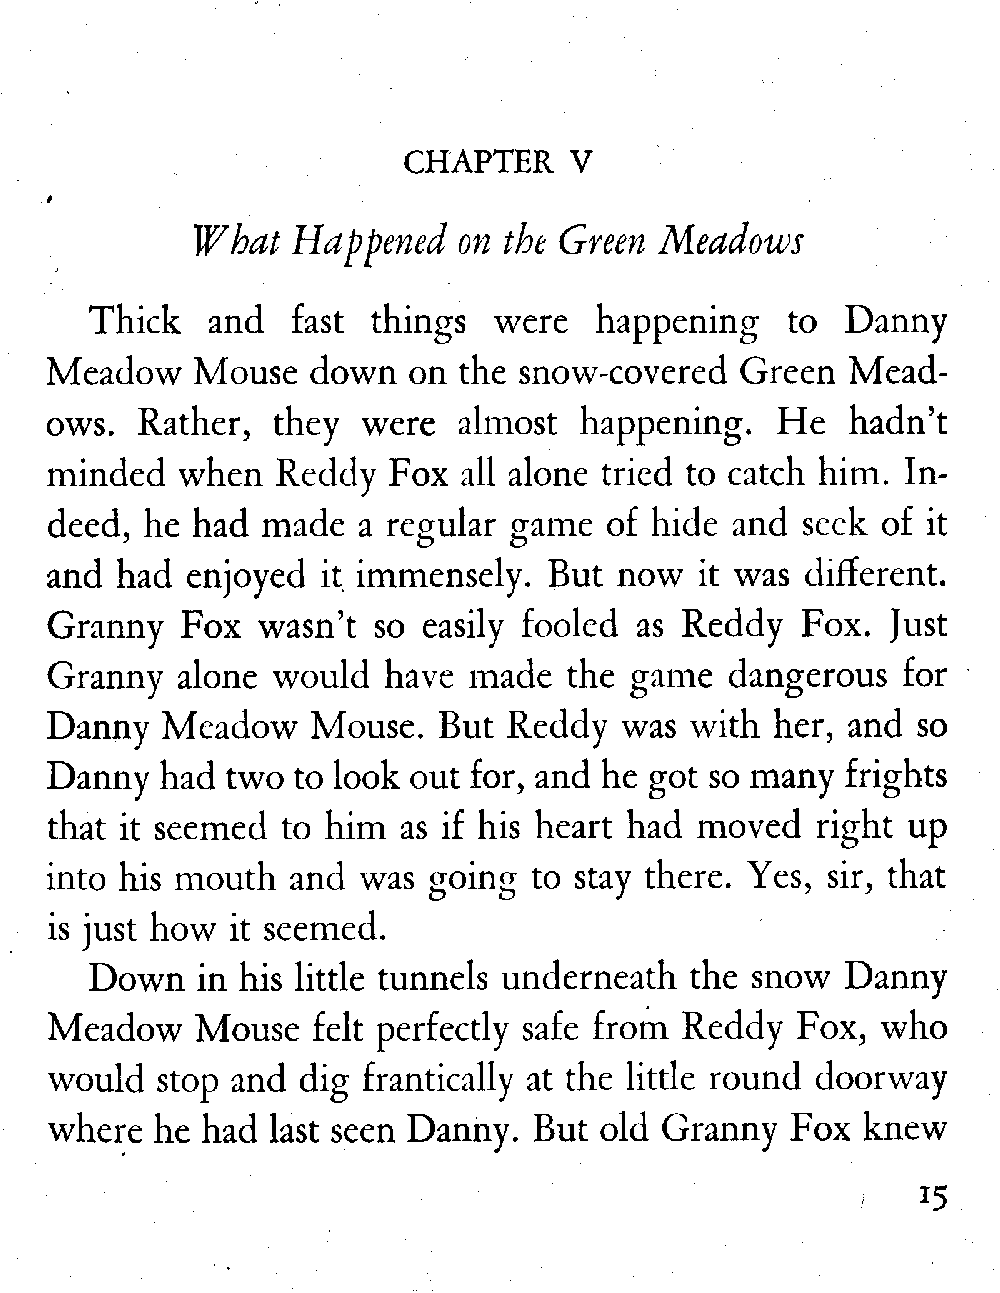 CHAPTER V
What Happened on the Green Meadows
Thick and fast things were happening to Danny
Meadow Mouse down on the snow-covered Green Mead-
ows. Rather, they were almost happening. He hadn't
minded when Reddy Fox all alone tried to catch him. In-
deed, he had made a regular game of hide and seek of it
and had enjoyed it immensely. But now it was different.
Granny Fox wasn't so easily fooled as Reddy Fox. Just
Granny alone would have made the game dangerous for
Danny Meadow Mouse. But Reddy was with her, and so
Danny had two to look out for, and he got so many frights
that it seemed to him as if his heart had moved right up
into his mouth and was going to stay there. Yes, sir, that
is just how it seemed.
Down in his little tunnels underneath the snow Danny
Meadow Mouse felt perfectly safe from Reddy Fox, who
would stop and dig frantically at the little round doorway
where he had last seen Danny. But old Granny Fox knew
15